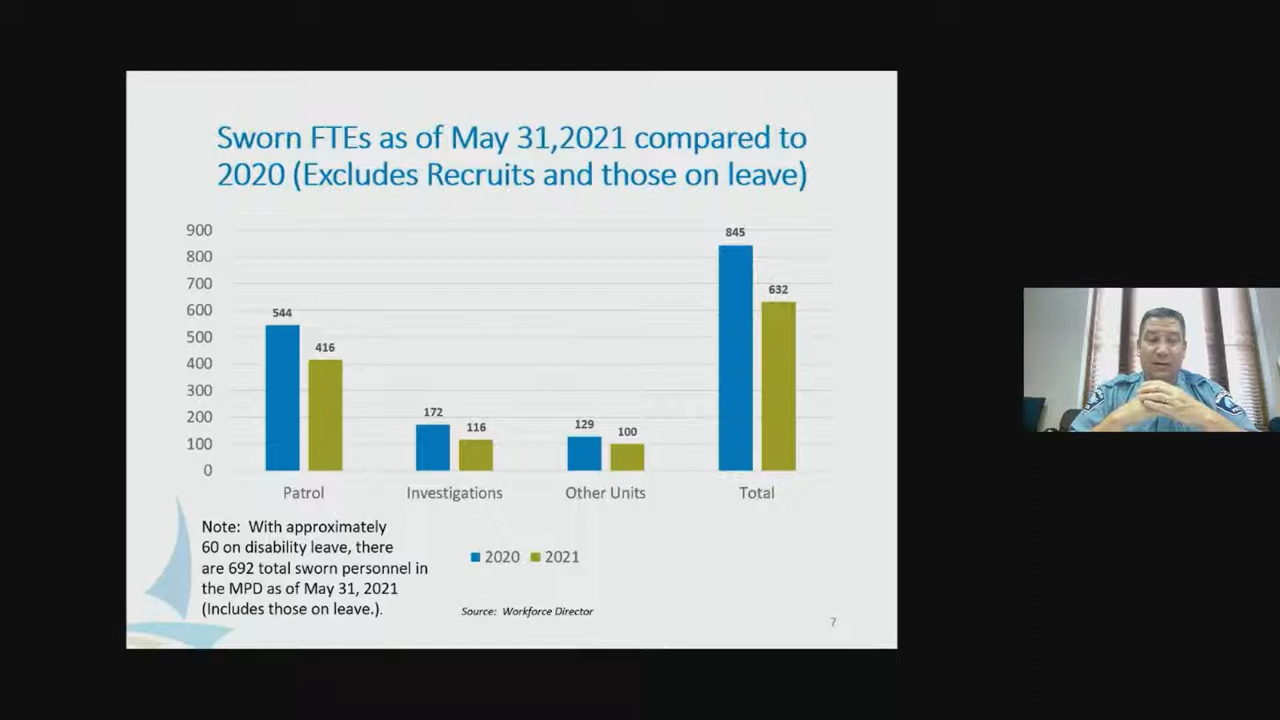 Sworn FTEs as of May 31,2021 compared to
2020 (Excludes Recruits and those on leave)
900
800
700
600
500
400
300
200
100
0
544
416
172
116
129
100
845
632
Patrol
Investigations
Other Units
Total
Note: With approximately
60 on disability leave, there
are 692 total sworn personnel in
the MPD as of May 31, 2021
(Includes those on leave.).
2020
2021
Source: Workforce Director
7